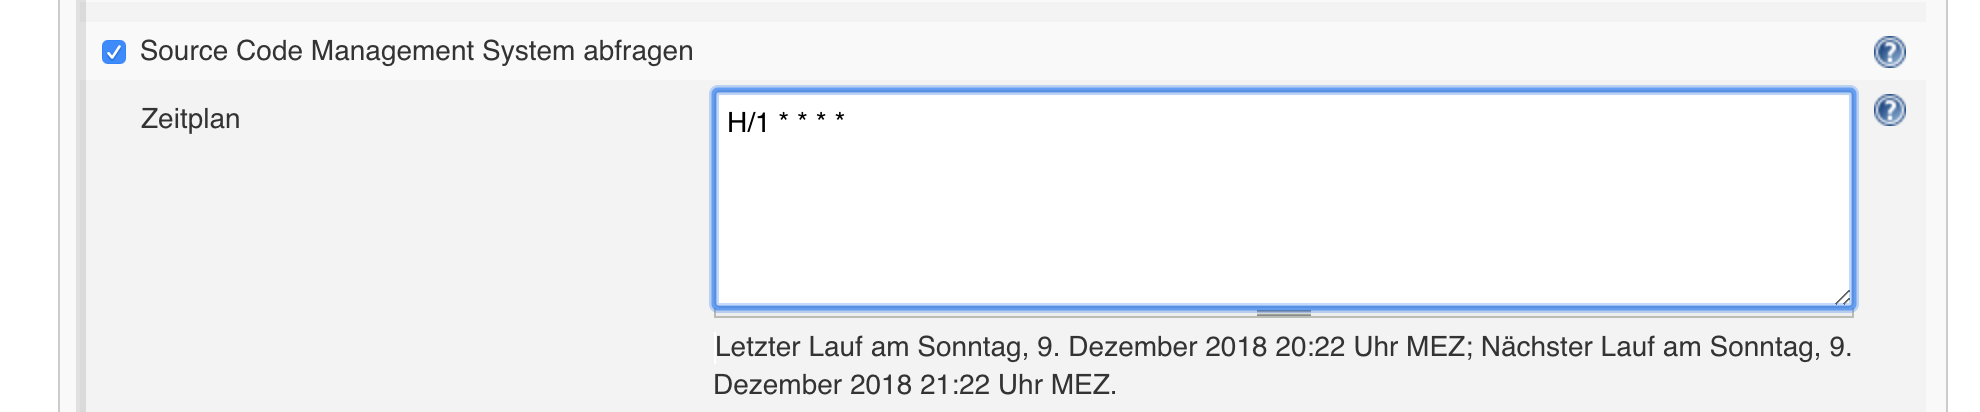 Source Code Management System abfragen
?
Zeitplan
H/1 * * * *
?
Letzter Lauf am Sonntag, 9. Dezember 2018 20:22 Uhr MEZ; Nächster Lauf am Sonntag, 9.
Dezember 2018 21:22 Uhr MEZ.